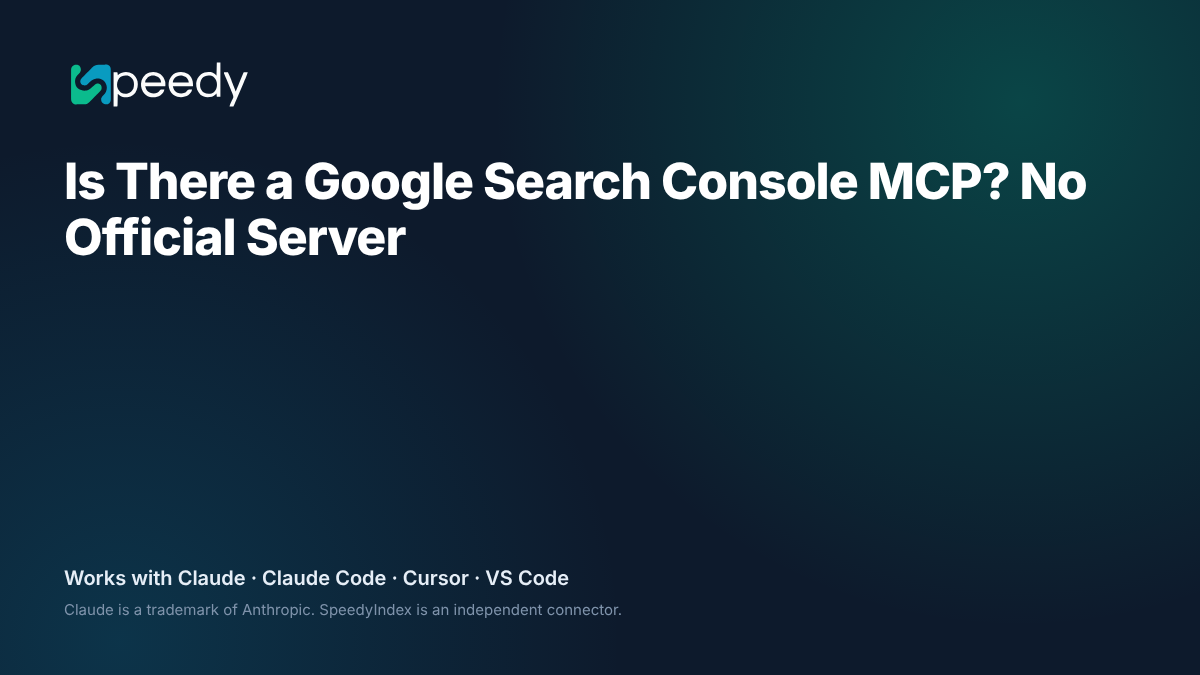 Speedy
Is There a Google Search Console MCP? No
Official Server
Works with Claude · Claude Code · Cursor · VS Code
Claude is a trademark of Anthropic. SpeedyIndex is an independent connector.